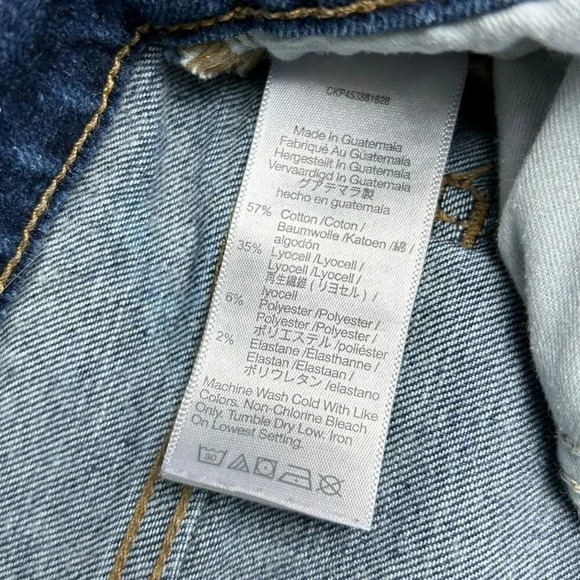 CKP453881628
Made In Guatemala
Fabriqué Au Guatemala
Hergestellt In Guatemala
Vervaardigd In Guatemala
グアテマラ製
hecho en guatemala
57% Cotton /Coton /
Baumwolle /Katoen /綿 /
algodón
35% Lyocell /Lyocell /
Lyocell /Lyocell /
再生繊維 (リヨセル) /
lyocell
6% Polyester /Polyester /
Polyester /Polyester /
ポリエステル /poliéster
2% Elastane /Elasthanne /
Elastan /Elastaan /
ポリウレタン /elastano
Machine Wash Cold With Like
Colors. Non-Chlorine Bleach
Only. Tumble Dry Low. Iron
On Lowest Setting.